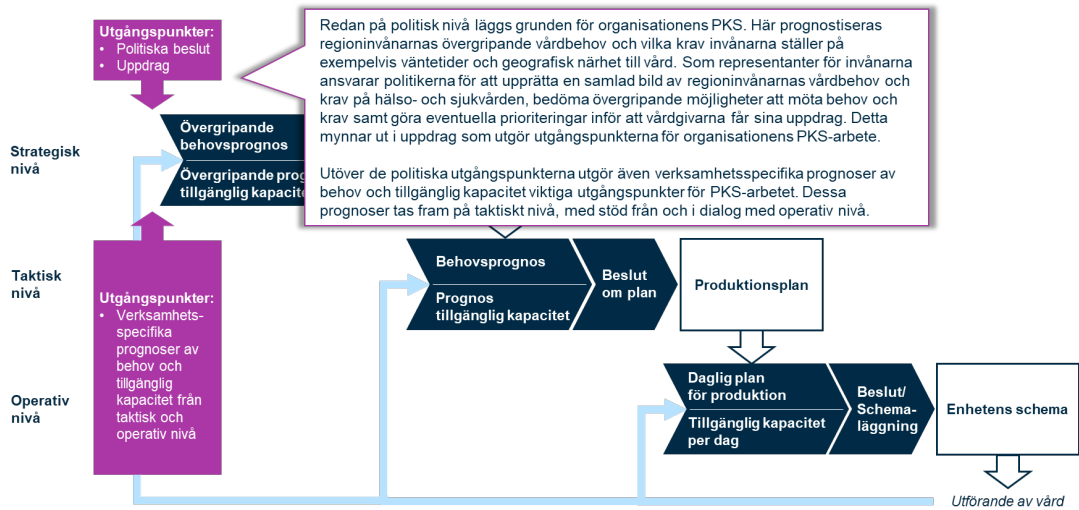 Utgångspunkter:
• Politiska beslut
• Uppdrag
Redan på politisk nivå läggs grunden för organisationens PKS. Här prognostiseras
regioninvånarnas övergripande vårdbehov och vilka krav invånarna ställer på
exempelvis väntetider och geografisk närhet till vård. Som representanter för invånarna
ansvarar politikerna för att upprätta en samlad bild av regioninvånarnas vårdbehov och
krav på hälso- och sjukvården, bedöma övergripande möjligheter att möta behov och
krav samt göra eventuella prioriteringar inför att vårdgivarna får sina uppdrag. Detta
mynnar ut i uppdrag som utgör utgångspunkterna för organisationens PKS-arbete.
Utöver de politiska utgångspunkterna utgör även verksamhetsspecifika prognoser av
behov och tillgänglig kapacitet viktiga utgångspunkter för PKS-arbetet. Dessa
prognoser tas fram på taktiskt nivå, med stöd från och i dialog med operativ nivå.
Strategisk
nivå
Övergripande
behovsprognos
Övergripande prog
tillgänglig kapacite
Taktisk
nivå
Utgångspunkter:
• Verksamhets-
specifika
prognoser av
behov och
tillgänglig
kapacitet från
taktisk och
operativ nivå
Behovsprognos
Prognos
tillgänglig kapacitet
Beslut
om plan
Produktionsplan
Operativ
nivå
Daglig plan
för produktion
Tillgänglig kapacitet
per dag
Beslut/
Schema-
läggning
Enhetens schema
Utförande av vård